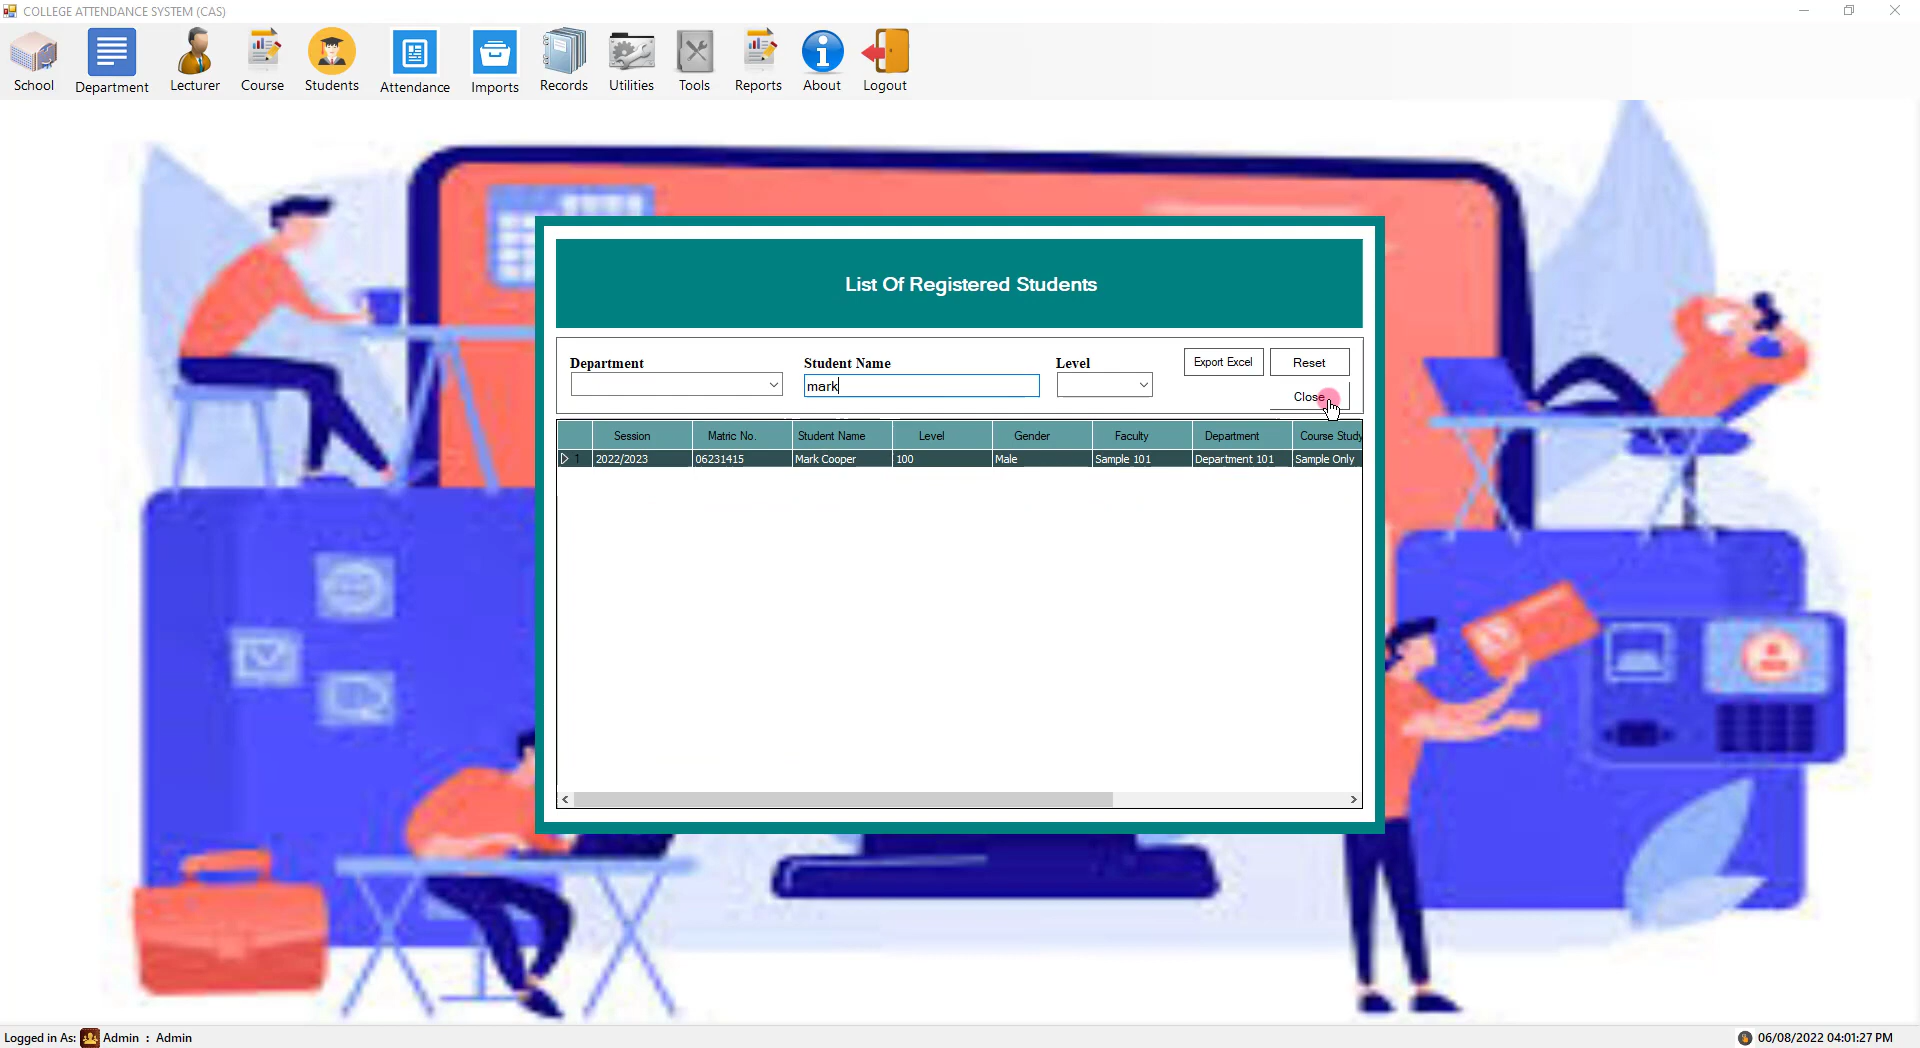 COLLEGE ATTENDANCE SYSTEM (CAS)
School Department Lecturer Course Students Attendance Imports Records Utilities Tools Reports About Logout
List Of Registered Students
Department Student Name Level
Export Excel Reset
mark
Close
Session Matric No. Student Name Level Gender Faculty Department Course Study
1 2022/2023 06231415 Mark Cooper 100 Male Sample 101 Department 101 Sample Only
Logged in As: Admin : Admin
06/08/2022 04:01:27 PM